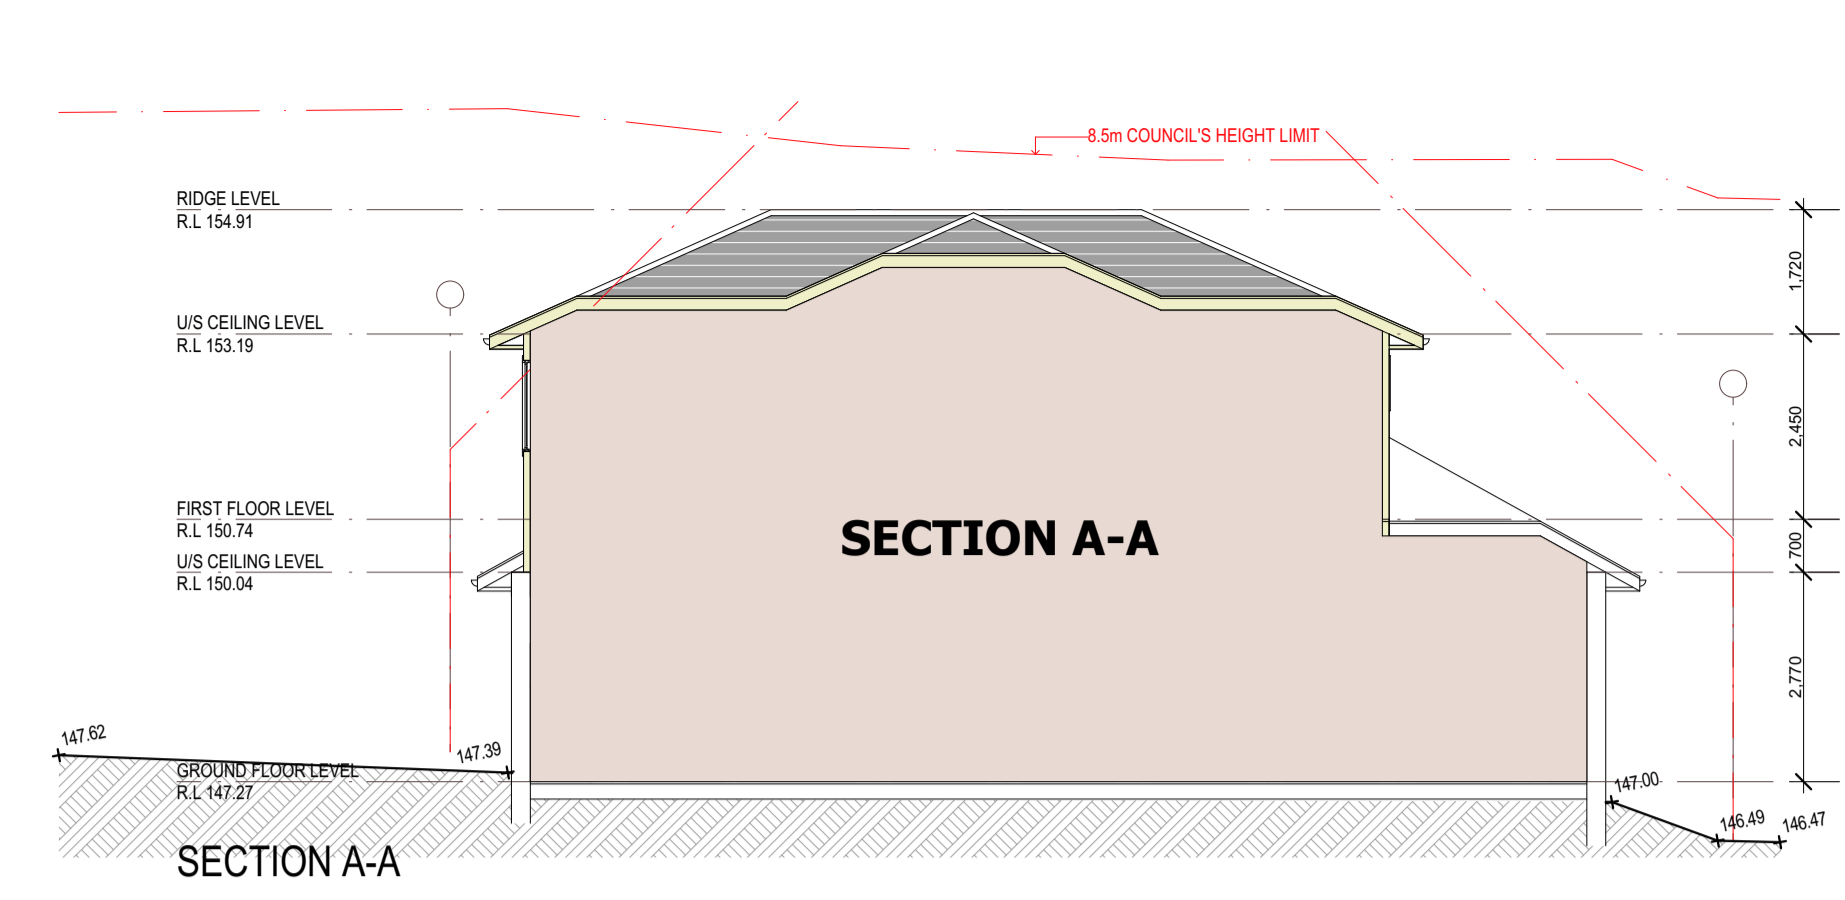 8.5m COUNCIL'S HEIGHT LIMIT
RIDGE LEVEL
R.L 154.91
1,720
U/S CEILING LEVEL
R.L 153.19
2,450
FIRST FLOOR LEVEL
R.L 150.74
SECTION A-A
700
U/S CEILING LEVEL
R.L 150.04
2,770
147.62
147.39
GROUND FLOOR LEVEL
R.L 147.27
147.00
146.49
146.47
SECTION A-A